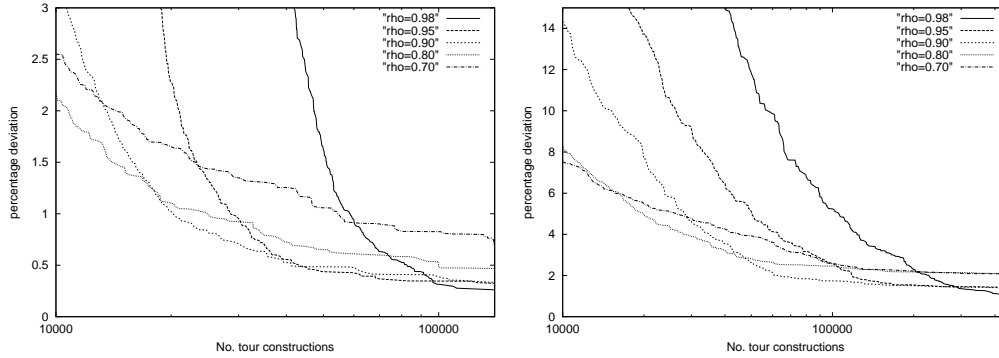 3
2.5
2
1.5
1
0.5
0
10000
100000
percentage deviation
No. tour constructions
"rho=0.98"
"rho=0.95"
"rho=0.90"
"rho=0.80"
"rho=0.70"
14
12
10
8
6
4
2
0
10000
100000
percentage deviation
No. tour constructions
"rho=0.98"
"rho=0.95"
"rho=0.90"
"rho=0.80"
"rho=0.70"